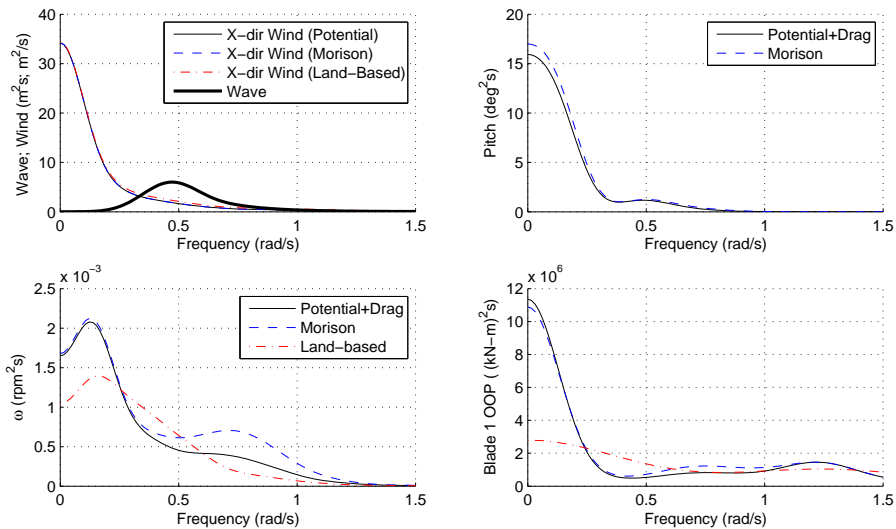 40
30
20
10
0
0
0.5
1
1.5
Wave; Wind (m²s; m²/s)
Frequency (rad/s)
X−dir Wind (Potential)
X−dir Wind (Morison)
X−dir Wind (Land−Based)
Wave
20
15
10
5
0
0
0.5
1
1.5
Pitch (deg²s)
Frequency (rad/s)
Potential+Drag
Morison
x 10⁻³
2.5
2
1.5
1
0.5
0
0
0.5
1
1.5
ω (rpm²s)
Frequency (rad/s)
Potential+Drag
Morison
Land−based
x 10⁶
12
10
8
6
4
2
0
0
0.5
1
1.5
Blade 1 OOP ( (kN−m)²s)
Frequency (rad/s)